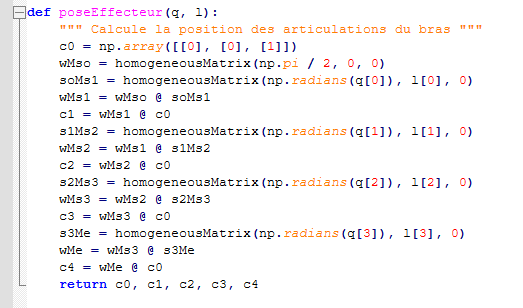 def poseEffecteur(q, l):
    """ Calcule la position des articulations du bras """
    c0 = np.array([[0], [0], [1]])
    wMso = homogeneousMatrix(np.pi / 2, 0, 0)
    soMs1 = homogeneousMatrix(np.radians(q[0]), l[0], 0)
    wMs1 = wMso @ soMs1
    c1 = wMs1 @ c0
    s1Ms2 = homogeneousMatrix(np.radians(q[1]), l[1], 0)
    wMs2 = wMs1 @ s1Ms2
    c2 = wMs2 @ c0
    s2Ms3 = homogeneousMatrix(np.radians(q[2]), l[2], 0)
    wMs3 = wMs2 @ s2Ms3
    c3 = wMs3 @ c0
    s3Me = homogeneousMatrix(np.radians(q[3]), l[3], 0)
    wMe = wMs3 @ s3Me
    c4 = wMe @ c0
    return c0, c1, c2, c3, c4